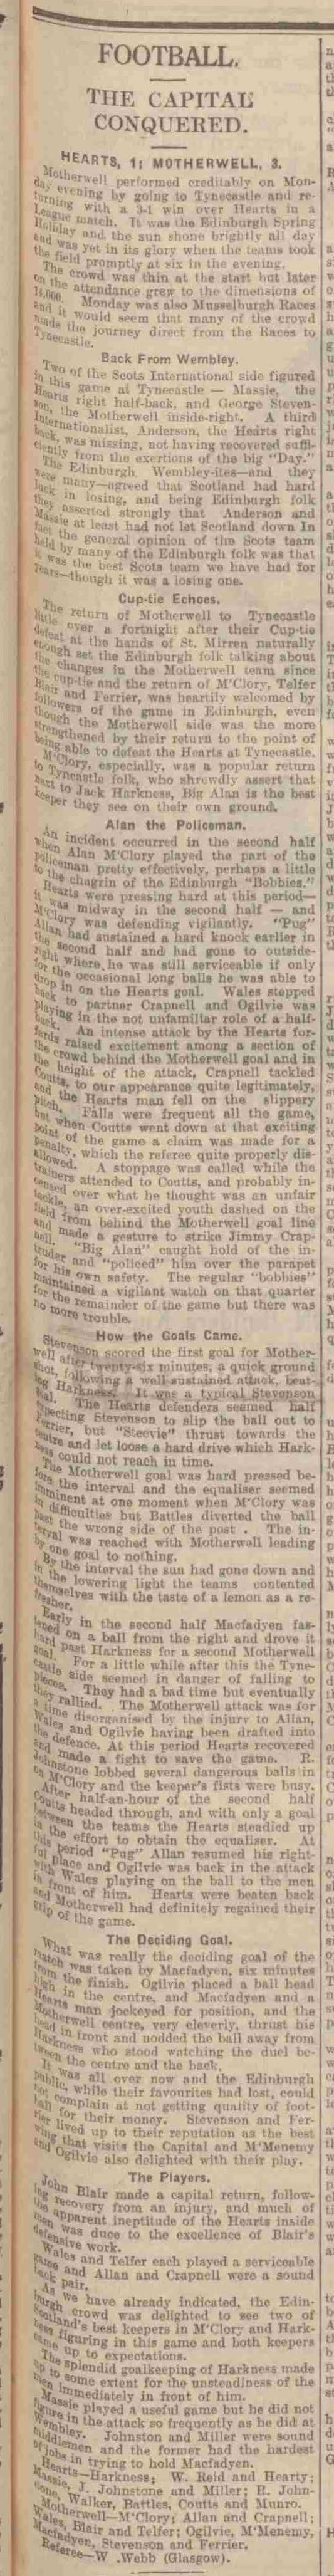 FOOTBALL.
THE CAPITAL
CONQUERED.
HEARTS, 1; MOTHERWELL, 3.
Motherwell performed creditably on Mon-
day evening by going to Tynecastle and re-
turning with a 3-1 win over Hearts in a
League match. It was the Edinburgh Spring
Holiday and the sun shone brightly all day
and was yet in its glory when the teams took
the field promptly at six in the evening.
The crowd was thin at the start but later
on the attendance grew to the dimensions of
14,000. Monday was also Musselburgh Races
and it would seem that many of the crowd
made the journey direct from the Races to
Tynecastle.
Back From Wembley.
Two of the Scots International side figured
in this game at Tynecastle — Massie, the
Hearts right half-back, and George Steven-
son, the Motherwell inside-right. A third
Internationalist, Anderson, the Hearts right
back, was missing, not having recovered suffi-
ciently from the exertions of the big "Day."
The Edinburgh Wembley-ites—and they
were many—agreed that Scotland had hard
luck in losing, and being Edinburgh folk
they asserted strongly that Anderson and
Massie at least had not let Scotland down In
fact the general opinion of the Scots team
held by many of the Edinburgh folk was that
it was the best Scots team we have had for
years—though it was a losing one.
Cup-tie Echoes.
The return of Motherwell to Tynecastle
little over a fortnight after their Cup-tie
defeat at the hands of St. Mirren naturally
enough set the Edinburgh folk talking about
the changes in the Motherwell team since
the cup-tie and the return of M'Clory, Telfer
Blair and Ferrier, was heartily welcomed by
followers of the game in Edinburgh, even
though the Motherwell side was the more
strengthened by their return to the point of
being able to defeat the Hearts at Tynecastle.
M'Clory, especially, was a popular return
to Tyncastle folk, who shrewdly assert that
next to Jack Harkness, Big Alan is the best
keeper they see on their own ground.
Alan the Policeman.
An incident occurred in the second half
when Alan M'Clory played the part of the
policeman pretty effectively, perhaps a little
to the chagrin of the Edinburgh "Bobbies."
Hearts were pressing hard at this period—
it was midway in the second half — and
M'Clory was defending vigilantly. "Pug"
Allan had sustained a hard knock earlier in
the second half and had gone to outside-
right where he was still serviceable if only
for the occasional long balls he was able to
drop in on the Hearts goal. Wales stepped
back to partner Crapnell and Ogilvie was
playing in the not unfamiliar role of a half-
back. An intense attack by the Hearts for-
wards raised excitement among a section of
the crowd behind the Motherwell goal and in
the height of the attack, Crapnell tackled
Coutts, to our appearance quite legitimately,
and the Hearts man fell on the slippery
pitch. Falls were frequent all the game,
but when Coutts went down at that exciting
point of the game a claim was made for a
penalty, which the referee quite properly dis-
allowed. A stoppage was called while the
trainers attended to Coutts, and probably in-
censed over what he thought was an unfair
tackle, an over-excited youth dashed on the
field from behind the Motherwell goal line
and made a gesture to strike Jimmy Crap-
nell. "Big Alan" caught hold of the in-
truder and "policed" him over the parapet
for his own safety. The regular "bobbies"
maintained a vigilant watch on that quarter
for the remainder of the game but there was
no more trouble.
How the Goals Came.
Stevenson scored the first goal for Mother-
well after twenty-six minutes, a quick ground
shot, following a well sustained attack, beat-
ing Harkness. It was a typical Stevenson
goal. The Hearts defenders seemed half
expecting Stevenson to slip the ball out to
Ferrier, but "Steevie" thrust towards the
centre and let loose a hard drive which Hark-
ness could not reach in time.
The Motherwell goal was hard pressed be-
fore the interval and the equaliser seemed
imminent at one moment when M'Clory was
in difficulties but Battles diverted the ball
past the wrong side of the post . The in-
terval was reached with Motherwell leading
by one goal to nothing.
By the interval the sun had gone down and
in the lowering light the teams contented
themselves with the taste of a lemon as a re-
fresher.
Early in the second half Macfadyen fas-
tened on a ball from the right and drove it
hard past Harkness for a second Motherwell
goal. For a little while after this the Tyne-
castle side seemed in danger of falling to
pieces. They had a bad time but eventually
they rallied. The Motherwell attack was for
a time disorganised by the injury to Allan,
Wales and Ogilvie having been drafted into
the defence. At this period Hearts recovered
and made a fight to save the game. R.
Johnstone lobbed several dangerous balls in
on M'Clory and the keeper's fists were busy.
After half-an-hour of the second half
Coutts headed through, and with only a goal
between the teams the Hearts steadied up
in the effort to obtain the equaliser. At
this period "Pug" Allan resumed his right-
ful place and Ogilvie was back in the attack
with Wales playing on the ball to the men
in front of him. Hearts were beaten back
and Motherwell had definitely regained their
grip of the game.
The Deciding Goal.
What was really the deciding goal of the
match was taken by Macfadyen, six minutes
from the finish. Ogilvie placed a ball head
high in the centre, and Macfadyen and a
Hearts man jockeyed for position, and the
Motherwell centre, very cleverly, thrust his
head in front and nodded the ball away from
Harkness who stood watching the duel be-
tween the centre and the back.
It was all over now and the Edinburgh
public, while their favourites had lost, could
not complain at not getting quality of foot-
ball for their money. Stevenson and Fer-
rier lived up to their reputation as the best
wing that visits the Capital and M'Menemy
and Ogilvie also delighted with their play.
The Players.
John Blair made a capital return, follow-
ing recovery from an injury, and much of
the apparent ineptitude of the Hearts inside
men was duce to the excellence of Blair's
defensive work.
Wales and Telfer each played a serviceable
game and Allan and Crapnell were a sound
back pair.
As we have already indicated, the Edin-
burgh crowd was delighted to see two of
Scotland's best keepers in M'Clory and Hark-
ness figuring in this game and both keepers
came up to expectations.
The splendid goalkeeping of Harkness made
up to some extent for the unsteadiness of the
men immediately in front of him.
Massie played a useful game but he did not
figure in the attack so frequently as he did at
Wembley. Johnston and Miller were sound
middlemen and the former had the hardest
of jobs in trying to hold Macfadyen.
Hearts—Harkness; W. Reid and Hearty;
Massie, J. Johnstone and Miller; R. John-
stone, Walker, Battles, Coutts and Munro.
Motherwell—M'Clory; Allan and Crapnell;
Wales, Blair and Telfer; Ogilvie, M'Menemy,
Macfadyen, Stevenson and Ferrier.
Referee—W .Webb (Glasgow).